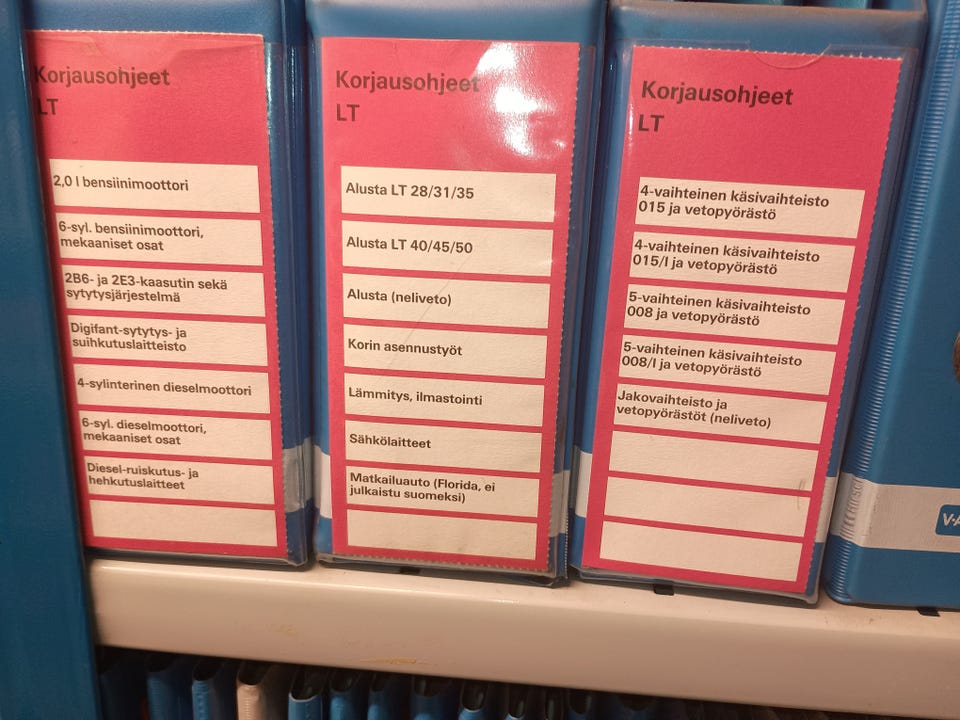 Korjausohjeet
LT
2,0 l bensiinimoottori
6-syl. bensiinimoottori,
mekaaniset osat
2B6- ja 2E3-kaasutin sekä
sytytysjärjestelmä
Digifant-sytytys- ja
suihkutuslaitteisto
4-sylinterinen dieselmoottori
6-syl. dieselmoottori,
mekaaniset osat
Diesel-ruiskutus- ja
hehkutuslaitteet
Korjausohjeet
LT
Alusta LT 28/31/35
Alusta LT 40/45/50
Alusta (neliveto)
Korin asennustyöt
Lämmitys, ilmastointi
Sähkölaitteet
Matkailuauto (Florida, ei
julkaistu suomeksi)
Korjausohjeet
LT
4-vaihteinen käsivaihteisto
015 ja vetopyörästö
4-vaihteinen käsivaihteisto
015/I ja vetopyörästö
5-vaihteinen käsivaihteisto
008 ja vetopyörästö
5-vaihteinen käsivaihteisto
008/I ja vetopyörästö
Jakovaihteisto ja
vetopyörästöt (neliveto)